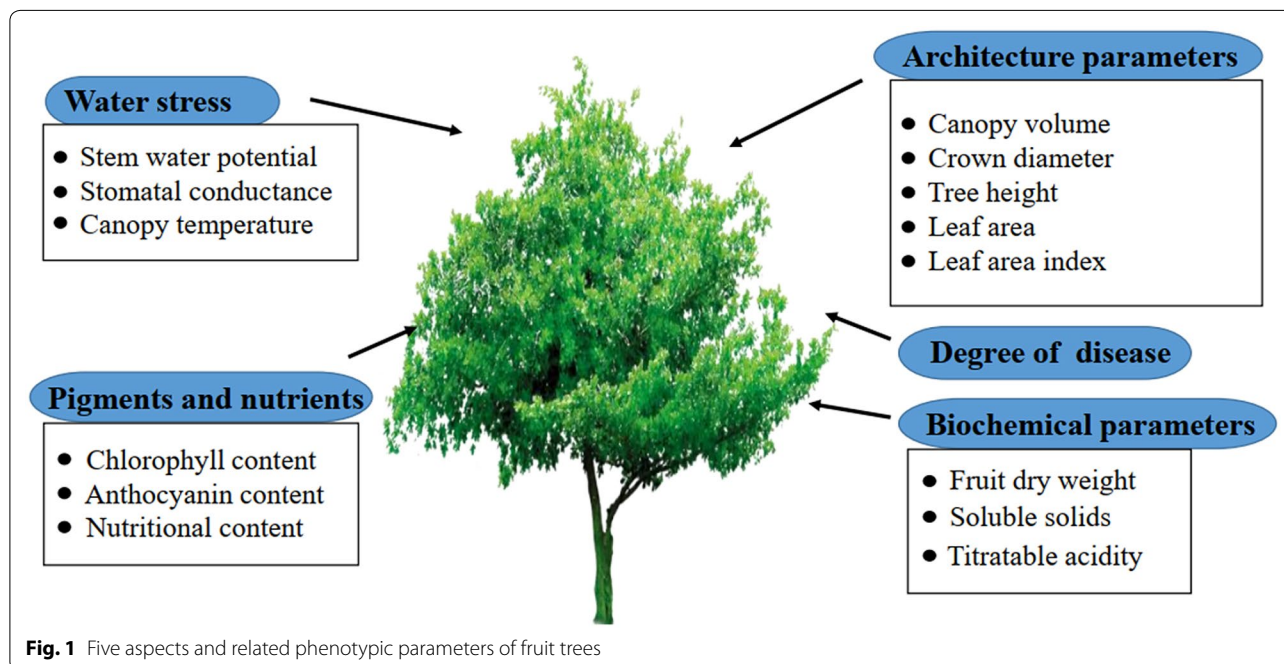 Water stress
● Stem water potential
● Stomatal conductance
● Canopy temperature
Pigments and nutrients
● Chlorophyll content
● Anthocyanin content
● Nutritional content
Architecture parameters
● Canopy volume
● Crown diameter
● Tree height
● Leaf area
● Leaf area index
Degree of disease
Biochemical parameters
● Fruit dry weight
● Soluble solids
● Titratable acidity
Fig. 1 Five aspects and related phenotypic parameters of fruit trees